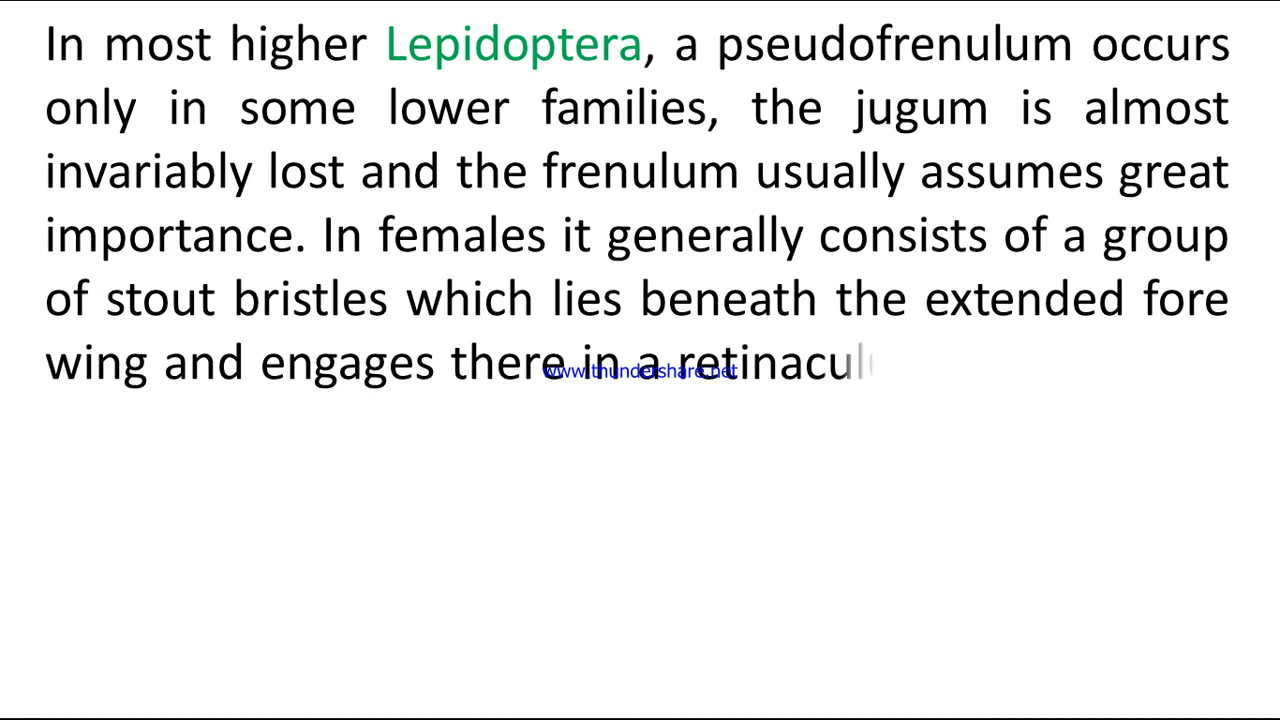 In most higher Lepidoptera, a pseudofrenulum occurs
only in some lower families, the jugum is almost
invariably lost and the frenulum usually assumes great
importance. In females it generally consists of a group
of stout bristles which lies beneath the extended fore
wing and engages there in a retinacul
www.thundershare.net